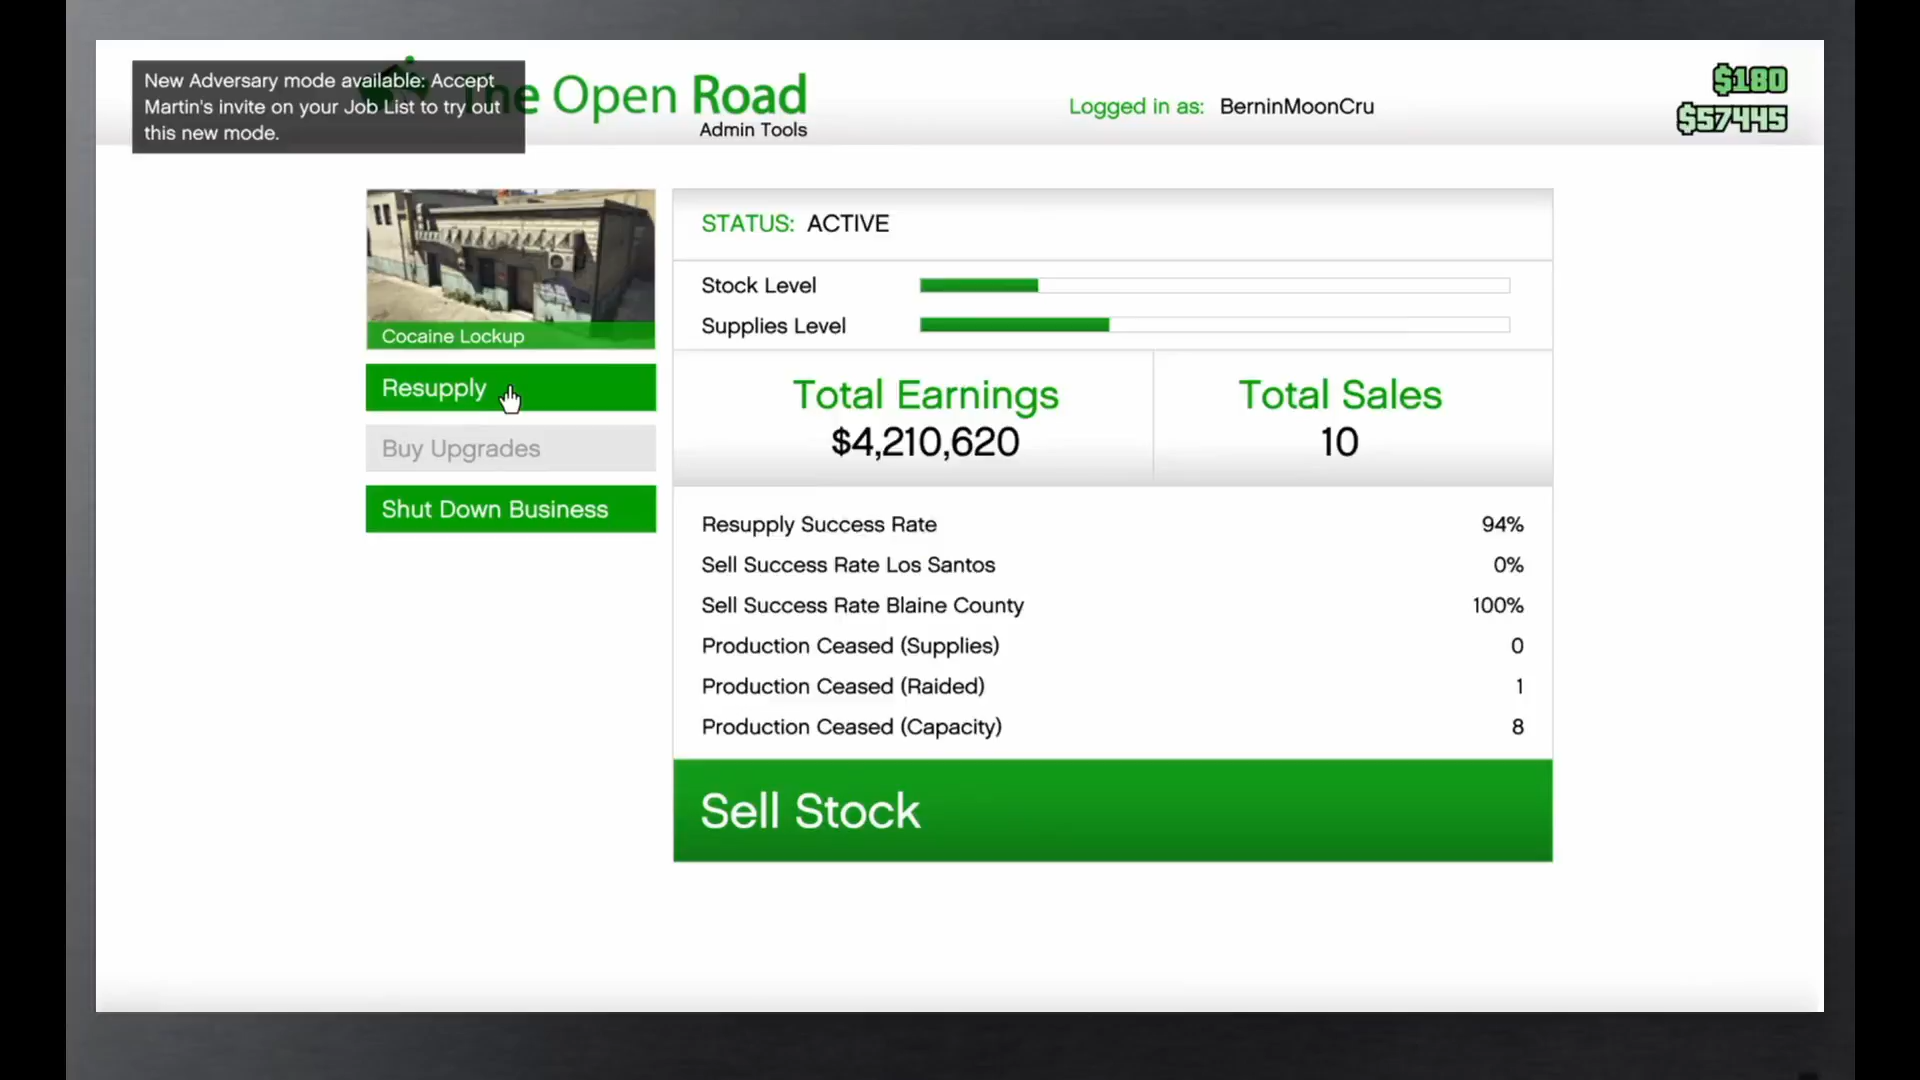 New Adversary mode available: Accept
Martin's invite on your Job List to try out
this new mode.
he Open Road
Admin Tools
Logged in as: BerninMoonCru
$180
$57445
Cocaine Lockup
Resupply
Buy Upgrades
Shut Down Business
STATUS: ACTIVE
Stock Level
Supplies Level
Total Earnings
$4,210,620
Total Sales
10
Resupply Success Rate 94%
Sell Success Rate Los Santos 0%
Sell Success Rate Blaine County 100%
Production Ceased (Supplies) 0
Production Ceased (Raided) 1
Production Ceased (Capacity) 8
Sell Stock